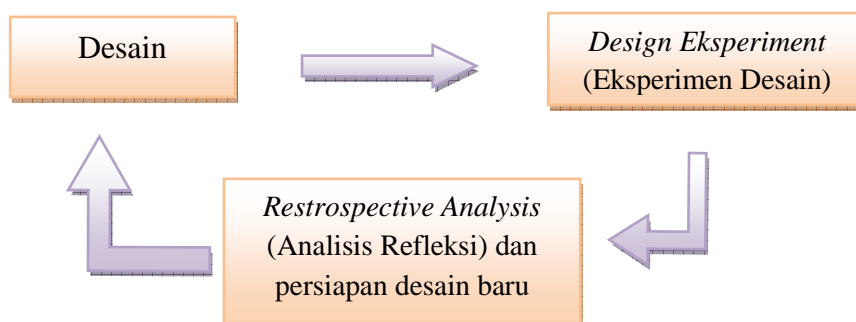 Desain
Design Eksperiment
(Eksperimen Desain)
Restrospective Analysis
(Analisis Refleksi) dan
persiapan desain baru